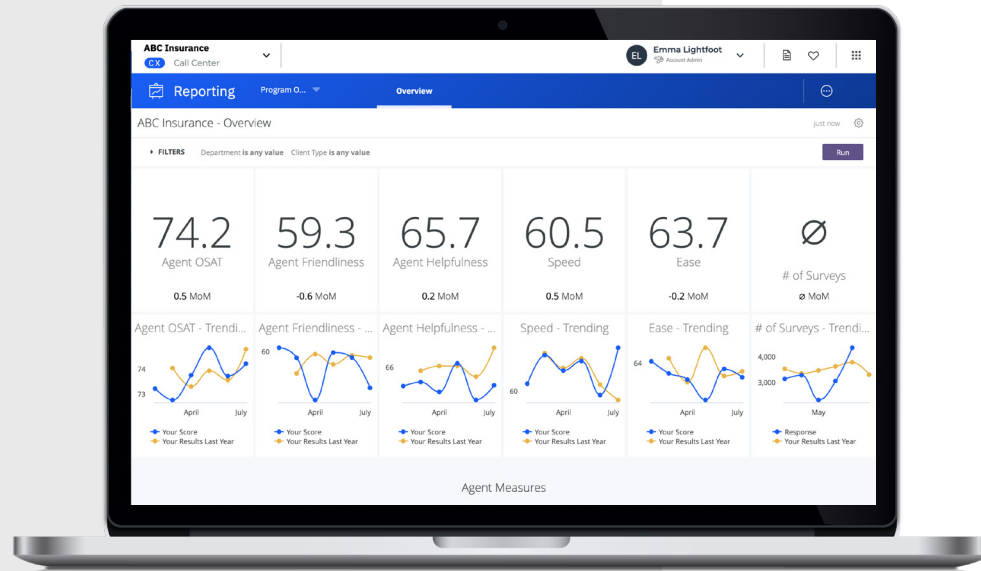 ABC Insurance
CX Call Center
EL Emma Lightfoot
Account Admin
Reporting Program O... Overview
ABC Insurance - Overview just now
FILTERS Department is any value Client Type is any value Run
74.2 59.3 65.7 60.5 63.7 ∅
Agent OSAT Agent Friendliness Agent Helpfulness Speed Ease # of Surveys
0.5 MoM -0.6 MoM 0.2 MoM 0.5 MoM -0.2 MoM ∅ MoM
Agent OSAT - Trendi... Agent Friendliness - ... Agent Helpfulness - ... Speed - Trending Ease - Trending # of Surveys - Trendi...
74 60 66 60 64 4,000
73 3,000
April July April July April July April July April July May
Your Score Your Score Your Score Your Score Your Score Response
Your Results Last Year Your Results Last Year Your Results Last Year Your Results Last Year Your Results Last Year Your Results Last Year
Agent Measures